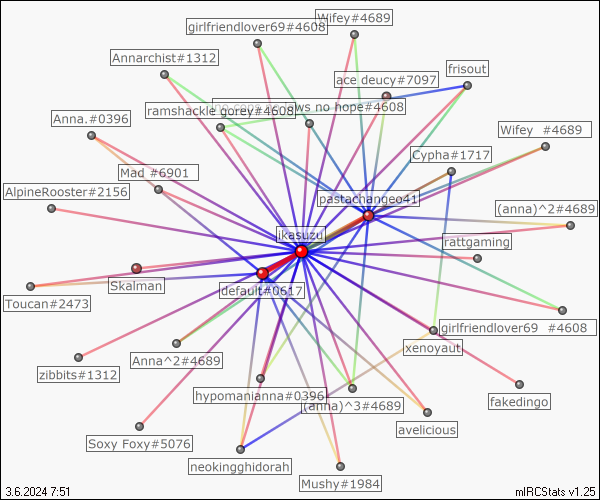 Wifey#4689
girlfriendlover69#4608
Annarchist#1312
ace deucy#7097
frisout
ws no hope#4608
ramshackle gorey#4608
Anna.#0396
Wifey  #4689
Cypha#1717
Mad #6901
AlpineRooster#2156
pastachangeo41
(anna)^2#4689
ikasuzu
rattgaming
Skalman
default#0617
Toucan#2473
girlfriendlover69  #4608
xenoyaut
Anna^2#4689
zibbits#1312
hypomanianna#0396
(anna)^3#4689
fakedingo
avelicious
Soxy Foxy#5076
neokingghidorah
Mushy#1984
3.6.2024 7:51
mIRCStats v1.25